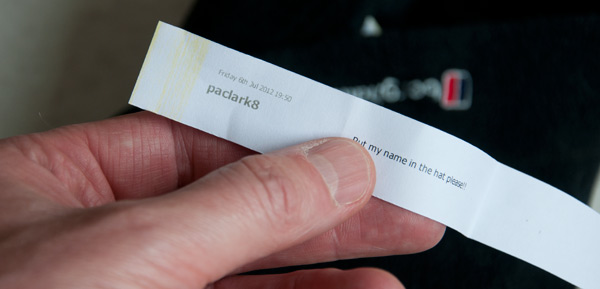 Friday 6th Jul 2012 19:50
paclark8
Put my name in the hat please!!